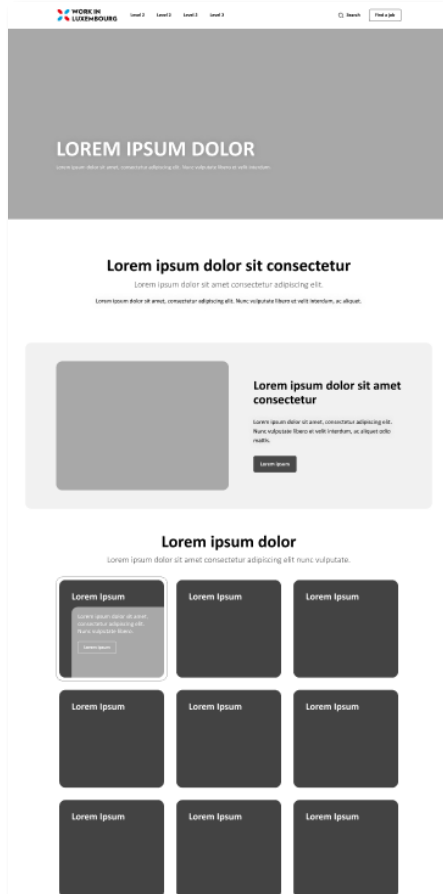 WORK IN
LUXEMBOURG
Level 2 Level 2 Level 2 Level 2 Search Find a job
LOREM IPSUM DOLOR
Lorem ipsum dolor sit amet, consectetur adipiscing elit. Nunc vulputate libero et velit interdum
Lorem ipsum dolor sit consectetur
Lorem ipsum dolor sit amet consectetur adipiscing elit.
Lorem ipsum dolor sit amet, consectetur adipiscing elit. Nunc vulputate libero et velit interdum, ac aliquet.
Lorem ipsum dolor sit amet
consectetur
Lorem ipsum dolor sit amet, consectetur adipiscing elit.
Nunc vulputate libero et velit interdum, ac aliquet odio
mattis.
Lorem ipsum
Lorem ipsum dolor
Lorem ipsum dolor sit amet consectetur adipiscing elit nunc vulputate.
Lorem Ipsum Lorem Ipsum Lorem Ipsum
Lorem ipsum dolor sit amet,
consectetur adipiscing elit.
Nunc vulputate libero.
Lorem ipsum
Lorem Ipsum Lorem Ipsum Lorem Ipsum
Lorem Ipsum Lorem Ipsum Lorem Ipsum